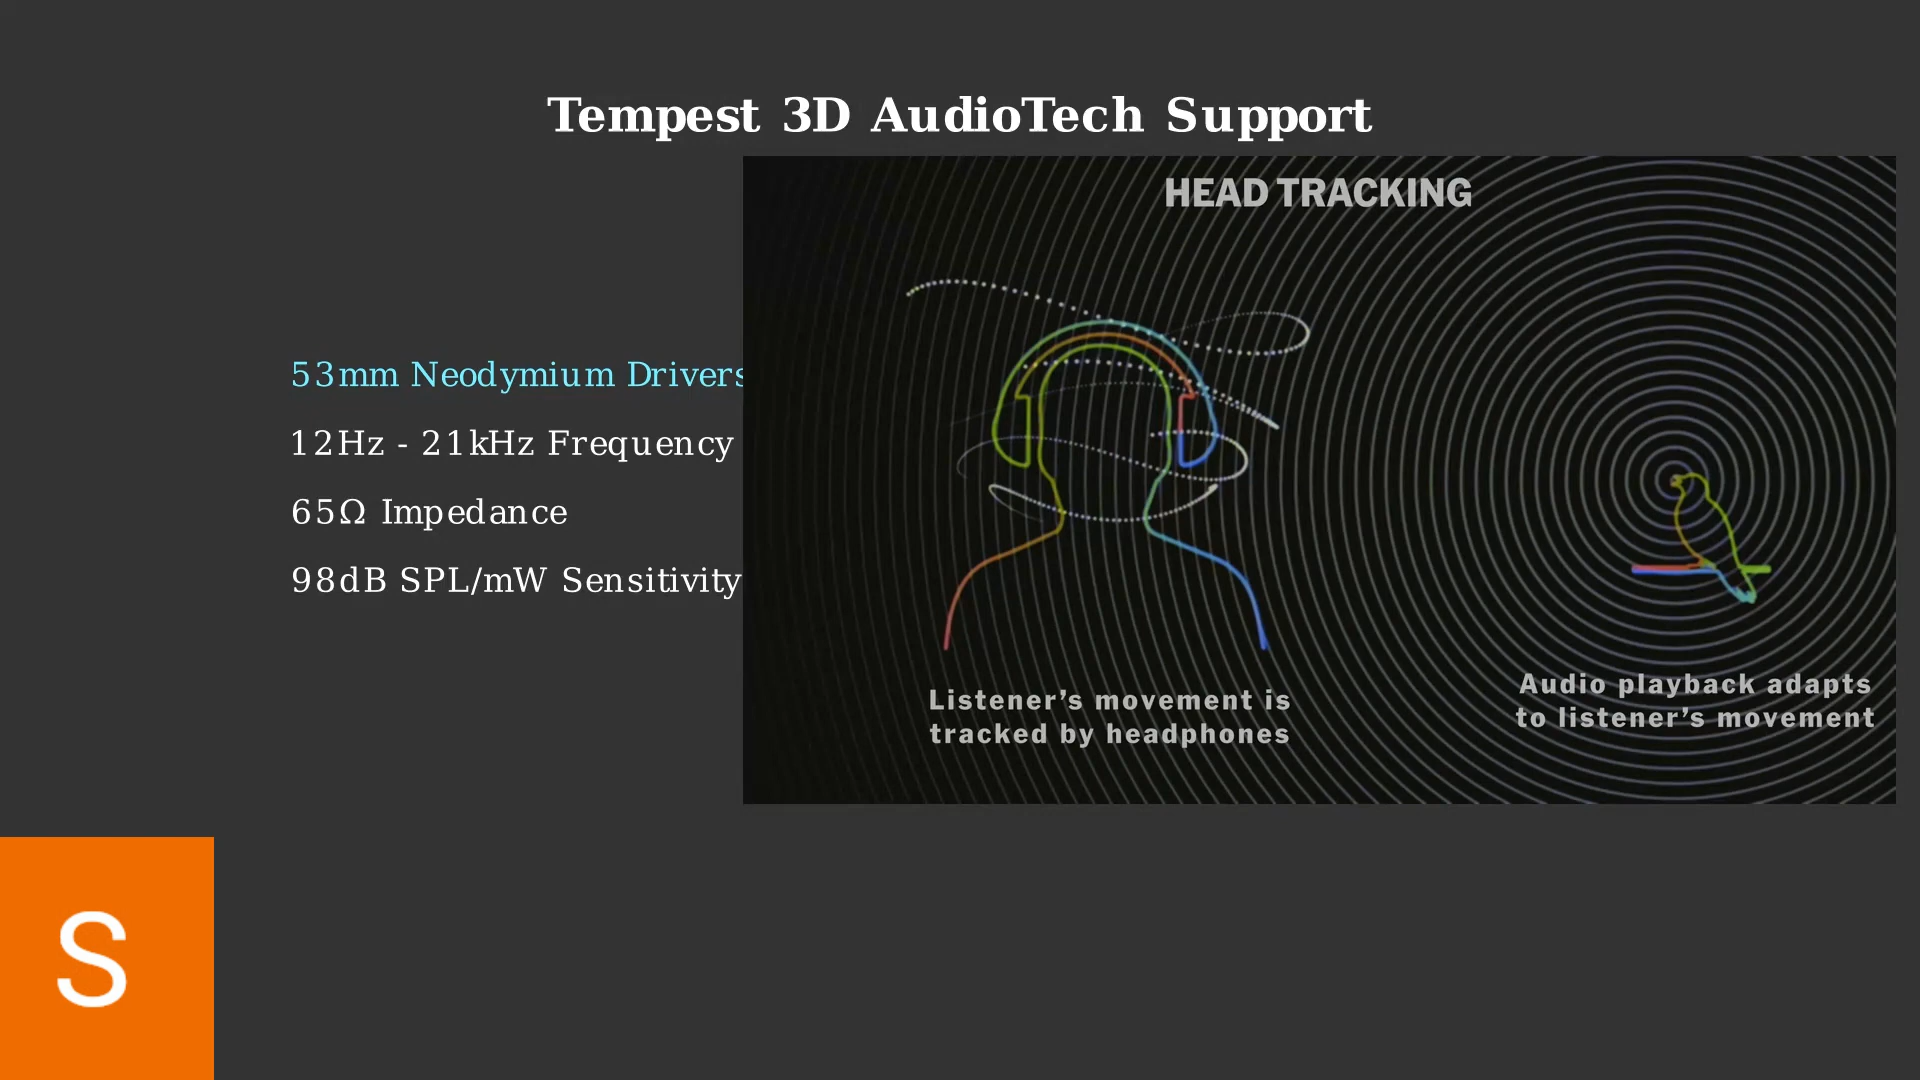 Tempest 3D AudioTech Support
HEAD TRACKING
53mm Neodymium Drivers
12Hz - 21kHz Frequency
65Ω Impedance
98dB SPL/mW Sensitivity
Listener’s movement is
tracked by headphones
Audio playback adapts
to listener’s movement
S